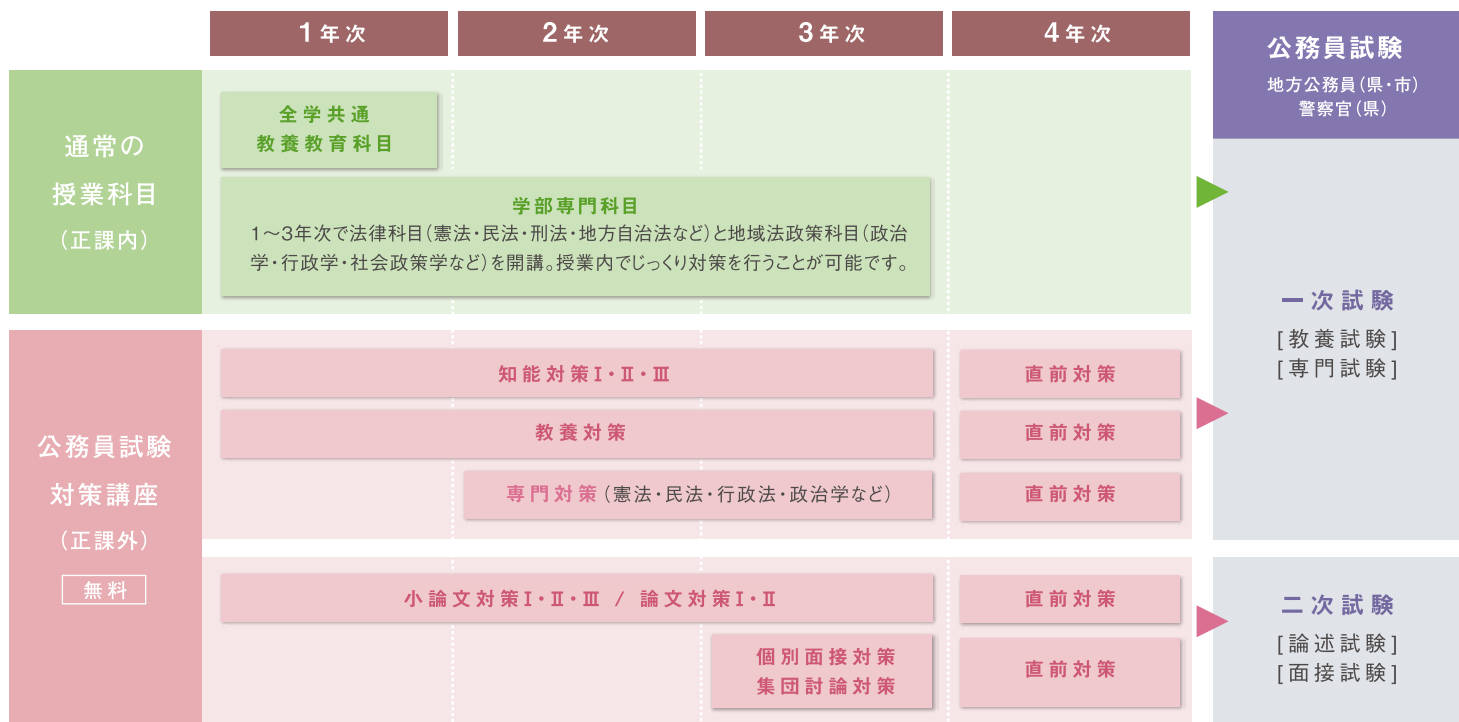 1年次
2年次
3年次
4年次
公務員試験
地方公務員(県・市)
警察官(県)
通常の
授業科目
(正課内)
全学共通
教養教育科目
学部専門科目
1〜3年次で法律科目(憲法・民法・刑法・地方自治法など)と地域法政策科目(政治
学・行政学・社会政策学など)を開講。授業内でじっくり対策を行うことが可能です。
一次試験
[教養試験]
[専門試験]
公務員試験
対策講座
(正課外)
無料
知能対策Ⅰ・Ⅱ・Ⅲ
直前対策
教養対策
直前対策
専門対策(憲法・民法・行政法・政治学など)
直前対策
小論文対策Ⅰ・Ⅱ・Ⅲ / 論文対策Ⅰ・Ⅱ
直前対策
個別面接対策
集団討論対策
直前対策
二次試験
[論述試験]
[面接試験]